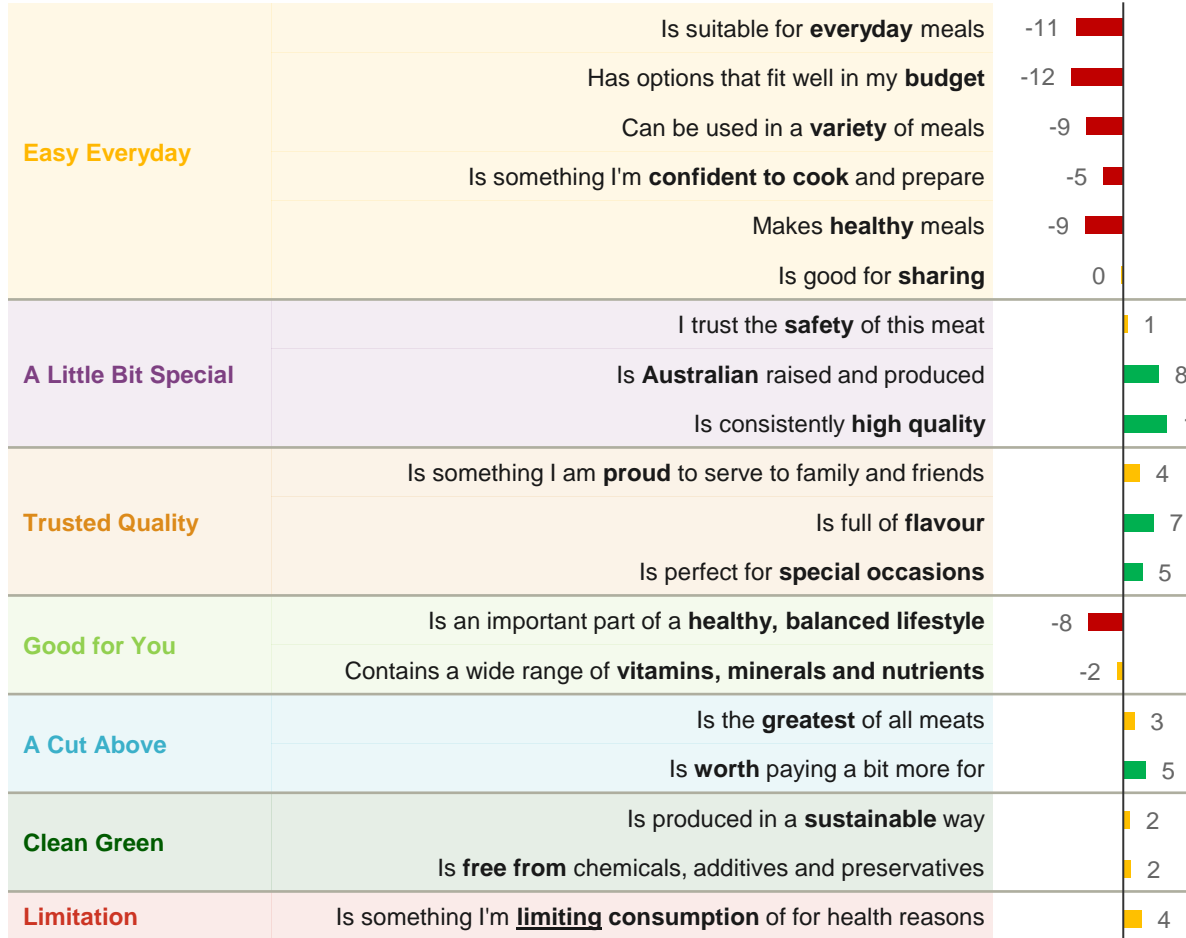 Easy Everyday
Is suitable for everyday meals -11
Has options that fit well in my budget -12
Can be used in a variety of meals -9
Is something I'm confident to cook and prepare -5
Makes healthy meals -9
Is good for sharing 0
A Little Bit Special
I trust the safety of this meat 1
Is Australian raised and produced 8
Is consistently high quality
Trusted Quality
Is something I am proud to serve to family and friends 4
Is full of flavour 7
Is perfect for special occasions 5
Good for You
Is an important part of a healthy, balanced lifestyle -8
Contains a wide range of vitamins, minerals and nutrients -2
A Cut Above
Is the greatest of all meats 3
Is worth paying a bit more for 5
Clean Green
Is produced in a sustainable way 2
Is free from chemicals, additives and preservatives 2
Limitation
Is something I'm limiting consumption of for health reasons 4